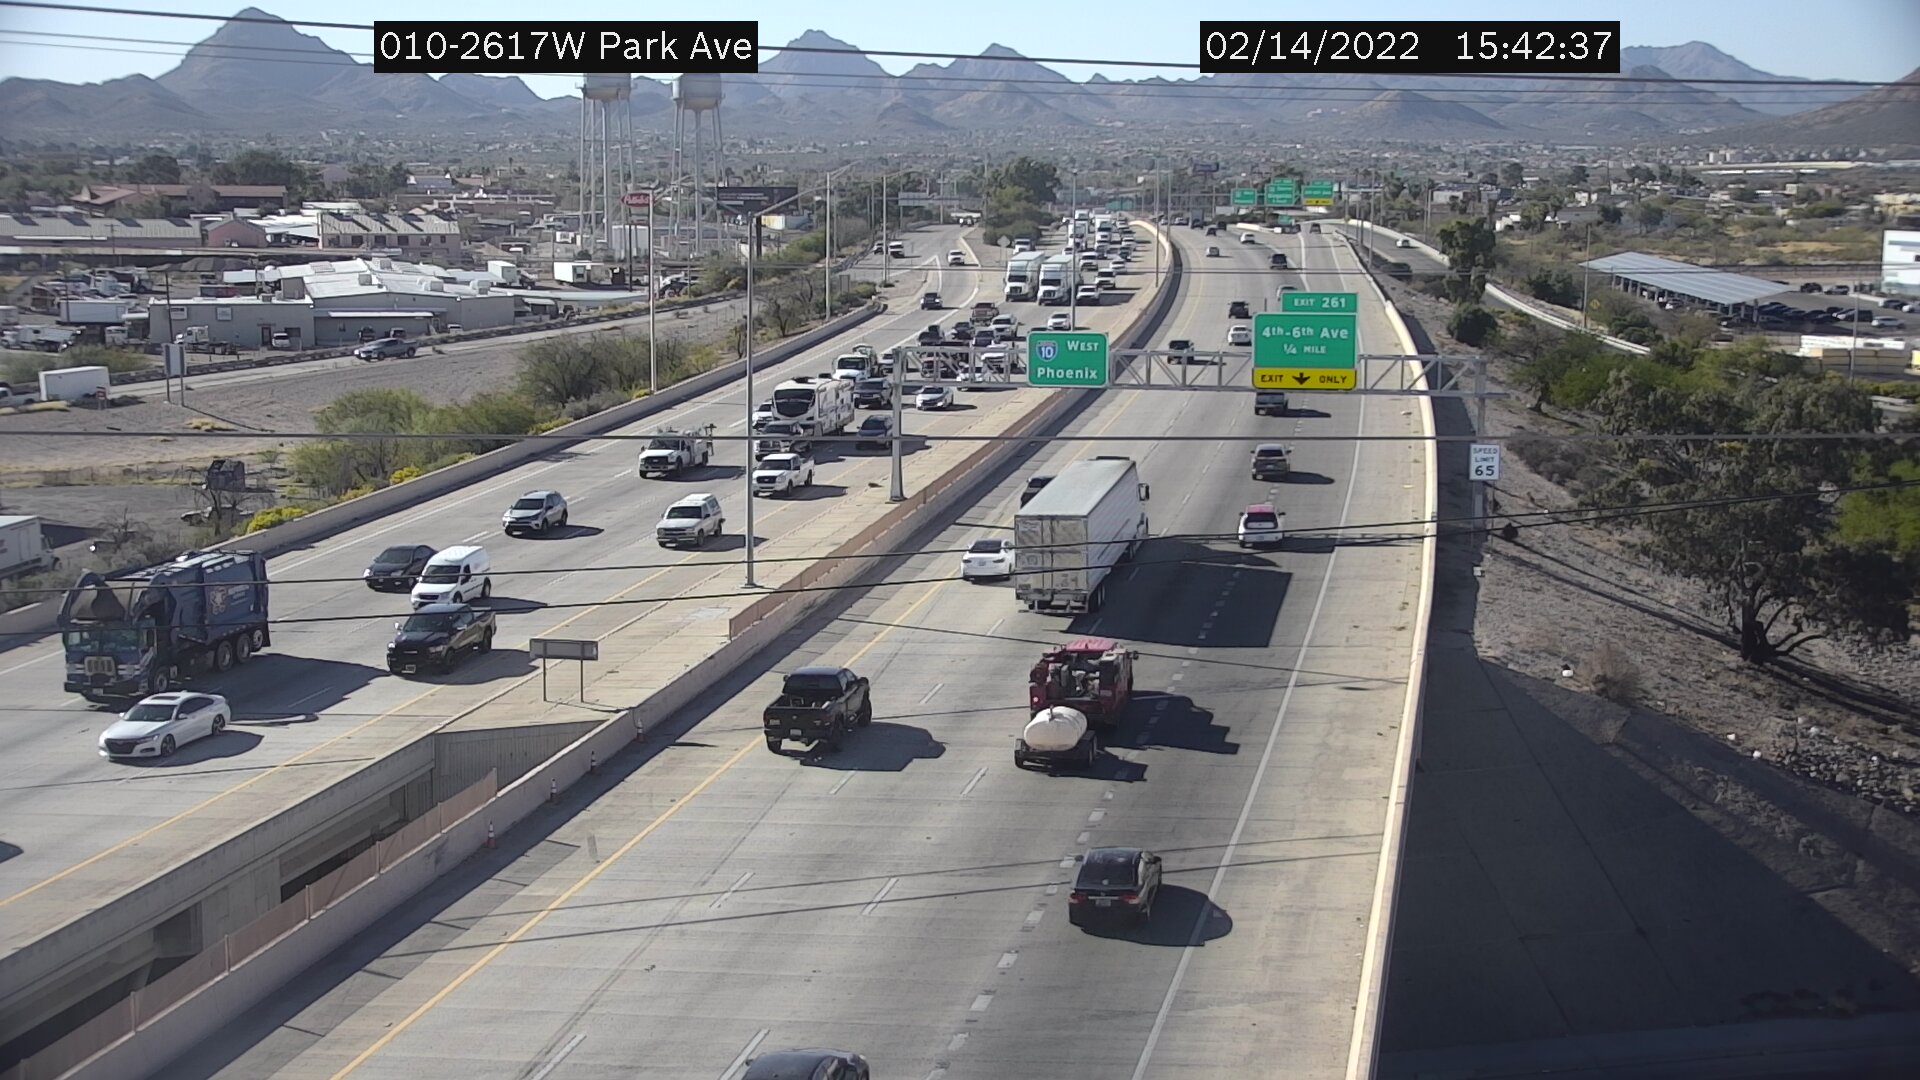 010-2617W Park Ave
02/14/2022 15:42:37
EXIT 261
4th-6th Ave
1/4 MILE
EXIT ONLY
10 WEST
Phoenix
SPEED
LIMIT
65